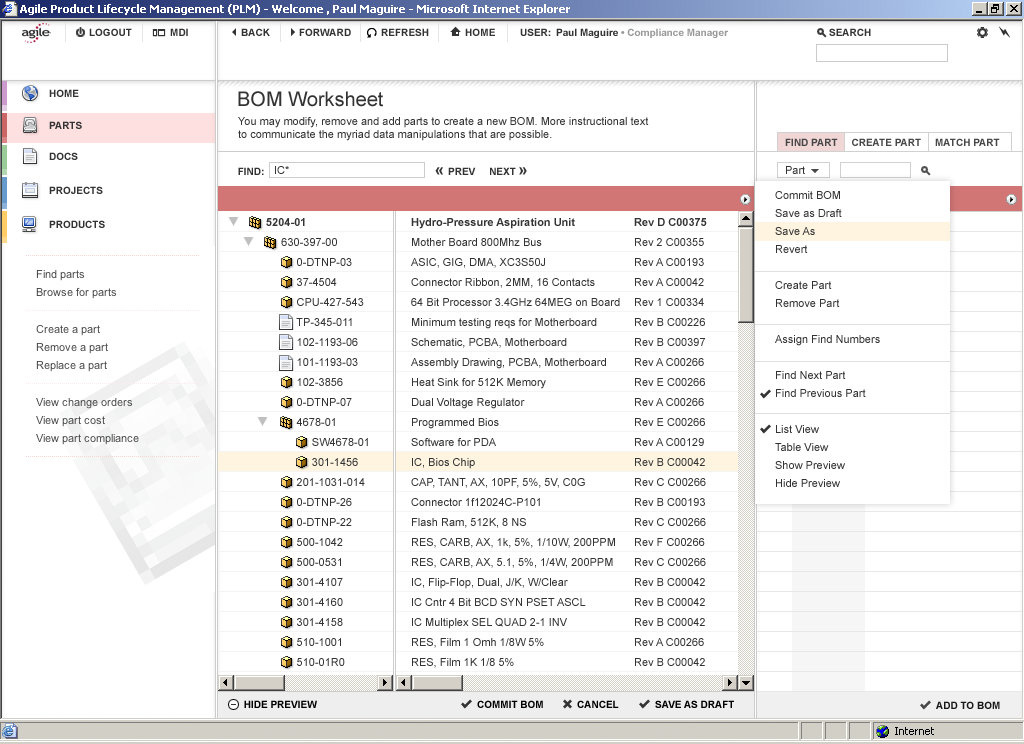 Agile Product Lifecycle Management (PLM) - Welcome , Paul Maguire - Microsoft Internet Explorer
agile LOGOUT MDI BACK FORWARD REFRESH HOME USER: Paul Maguire • Compliance Manager SEARCH
HOME
PARTS
DOCS
PROJECTS
PRODUCTS
Find parts
Browse for parts
Create a part
Remove a part
Replace a part
View change orders
View part cost
View part compliance
BOM Worksheet
You may modify, remove and add parts to create a new BOM. More instructional text
to communicate the myriad data manipulations that are possible.
FIND: IC* PREV NEXT
5204-01 Hydro-Pressure Aspiration Unit Rev D C00375
630-397-00 Mother Board 800Mhz Bus Rev 2 C00355
0-DTNP-03 ASIC, GIG, DMA, XC3S50J Rev A C00193
37-4504 Connector Ribbon, 2MM, 16 Contacts Rev A C00042
CPU-427-543 64 Bit Processor 3.4GHz 64MEG on Board Rev 1 C00334
TP-345-011 Minimum testing reqs for Motherboard Rev B C00226
102-1193-06 Schematic, PCBA, Motherboard Rev B C00397
101-1193-03 Assembly Drawing, PCBA, Motherboard Rev A C00266
102-3856 Heat Sink for 512K Memory Rev E C00266
0-DTNP-07 Dual Voltage Regulator Rev A C00266
4678-01 Programmed Bios Rev E C00266
SW4678-01 Software for PDA Rev A C00129
301-1456 IC, Bios Chip Rev B C00042
201-1031-014 CAP, TANT, AX, 10PF, 5%, 5V, C0G Rev C C00266
0-DTNP-26 Connector 1f12024C-P101 Rev B C00193
0-DTNP-22 Flash Ram, 512K, 8 NS Rev C C00266
500-1042 RES, CARB, AX, 1k, 5%, 1/10W, 200PPM Rev F C00266
500-0531 RES, CARB, AX, 5.1, 5%, 1/4W, 200PPM Rev C C00266
301-4107 IC, Flip-Flop, Dual, J/K, W/Clear Rev B C00042
301-4160 IC Cntr 4 Bit BCD SYN PSET ASCL Rev B C00042
301-4158 IC Multiplex SEL QUAD 2-1 INV Rev B C00042
510-1001 RES, Film 1 Omh 1/8W 5% Rev A C00266
510-01R0 RES, Film 1K 1/8 5% Rev B C00042
HIDE PREVIEW COMMIT BOM CANCEL SAVE AS DRAFT
FIND PART CREATE PART MATCH PART
Part
Commit BOM
Save as Draft
Save As
Revert
Create Part
Remove Part
Assign Find Numbers
Find Next Part
Find Previous Part
List View
Table View
Show Preview
Hide Preview
ADD TO BOM
Internet